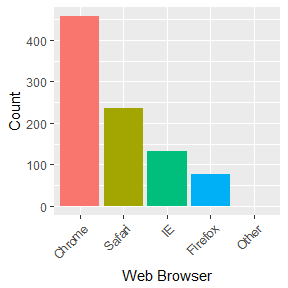 Count
400
300
200
100
0
Chrome
Safari
IE
Firefox
Other
Web Browser